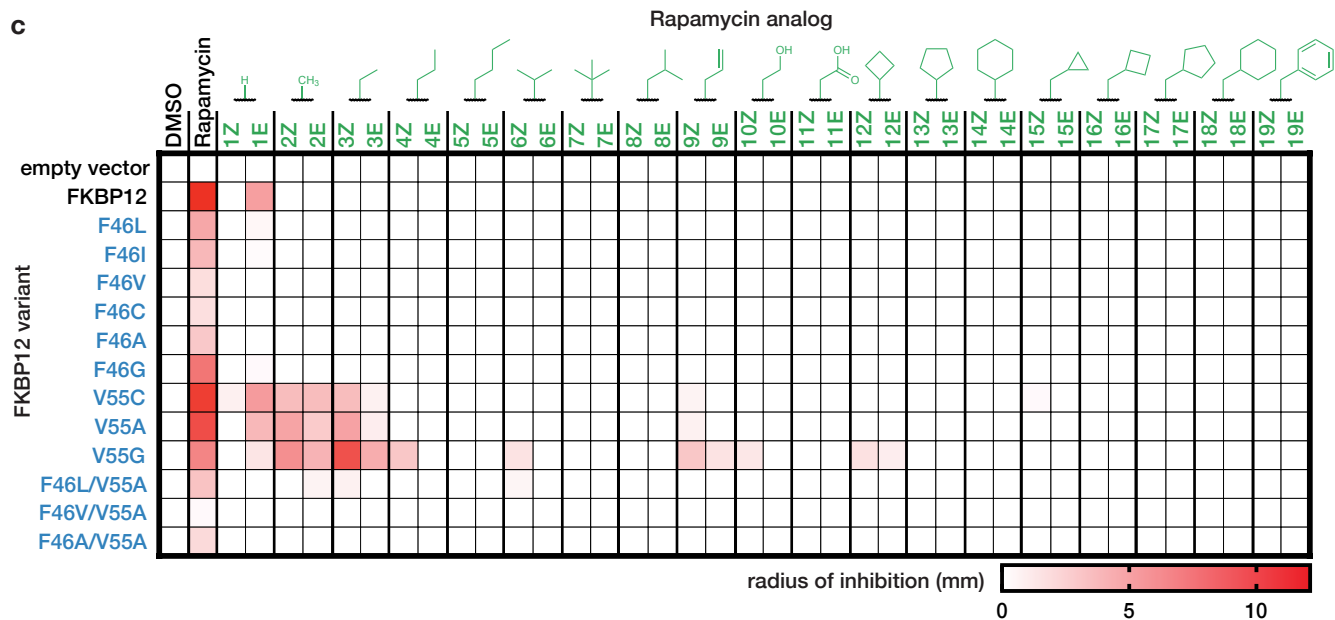 c
Rapamycin analog
H
CH3
OH
OH
O
DMSO
Rapamycin
1Z
1E
2Z
2E
3Z
3E
4Z
4E
5Z
5E
6Z
6E
7Z
7E
8Z
8E
9Z
9E
10Z
10E
11Z
11E
12Z
12E
13Z
13E
14Z
14E
15Z
15E
16Z
16E
17Z
17E
18Z
18E
19Z
19E
FKBP12 variant
empty vector
FKBP12
F46L
F46I
F46V
F46C
F46A
F46G
V55C
V55A
V55G
F46L/V55A
F46V/V55A
F46A/V55A
radius of inhibition (mm)
0
5
10